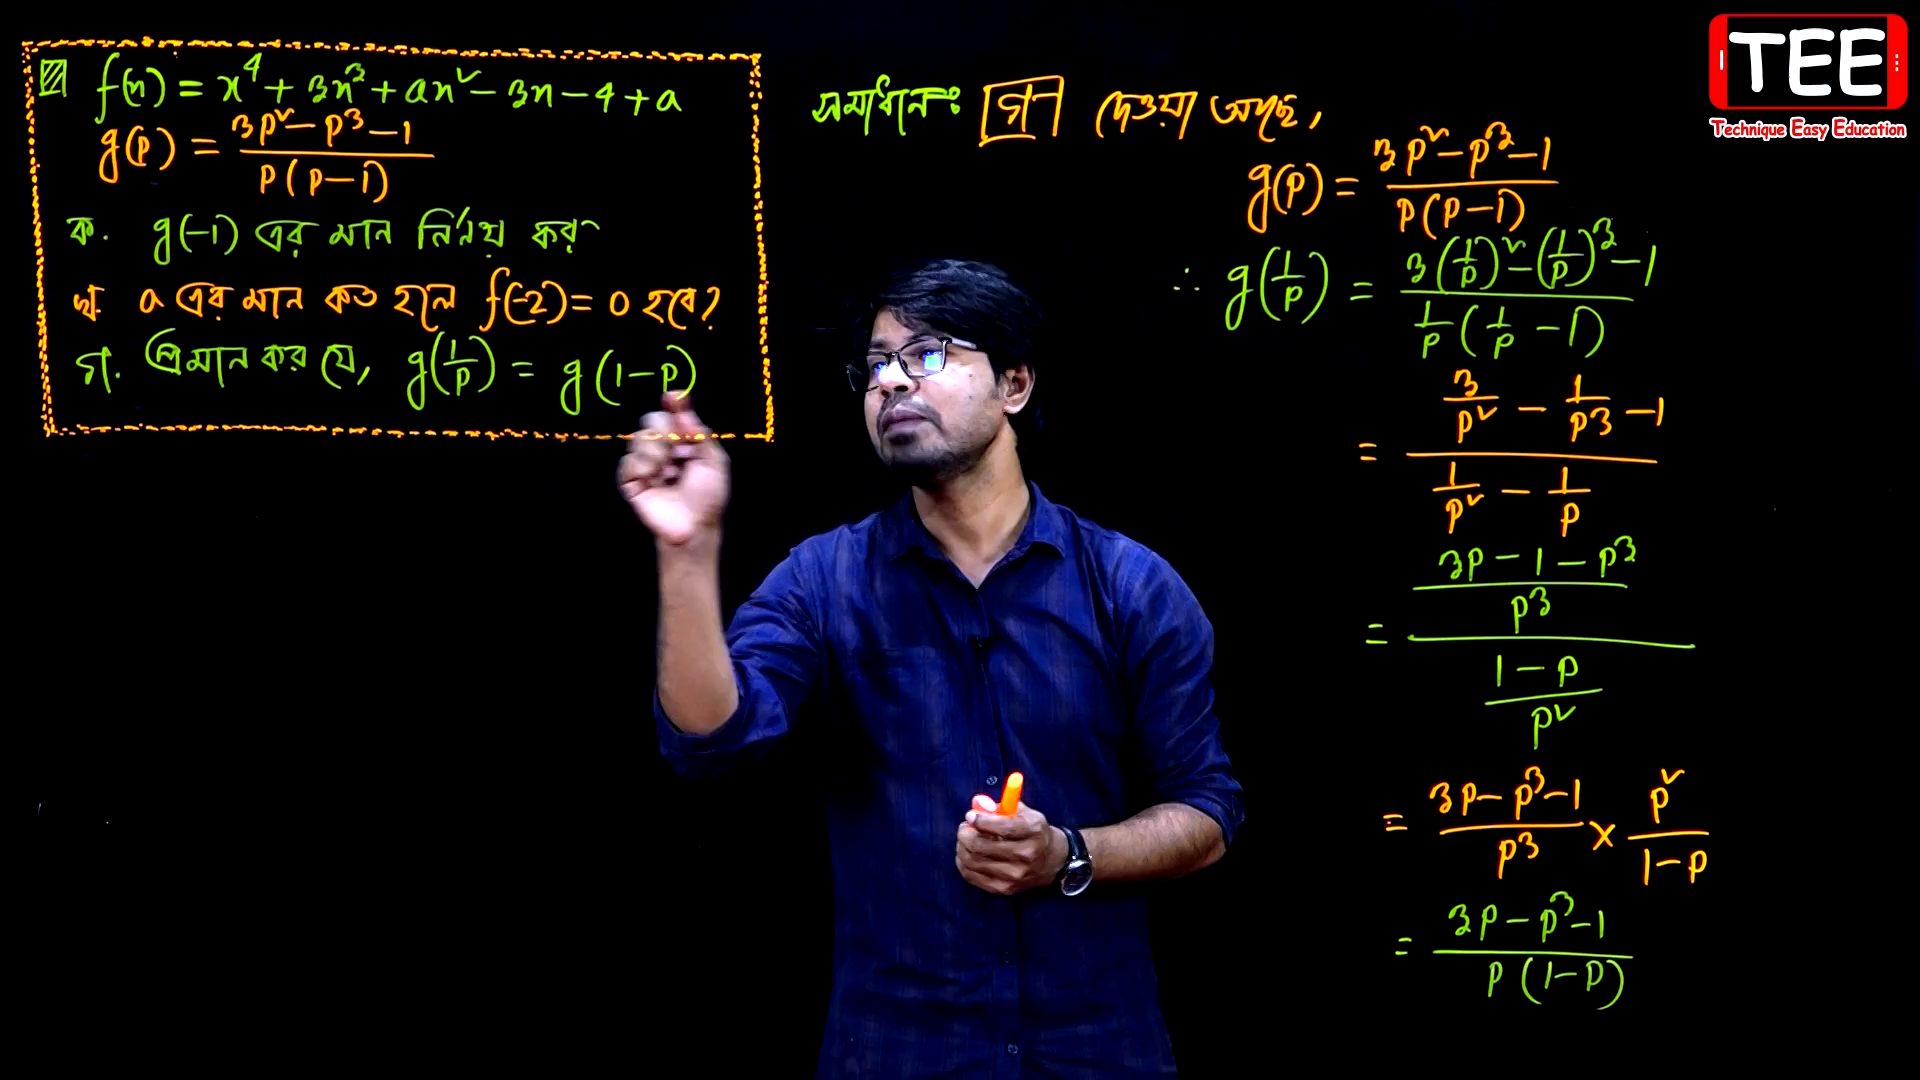 f(x) = x⁴ + 3x³ + ax² - 3x - 4 + a
g(p) = (3p² - p³ - 1) / (p(p-1))
ক. g(-1) এর মান নির্ণয় কর
খ. a এর মান কত হলে f(-2) = 0 হবে?
গ. প্রমান কর যে, g(1/p) = g(1-p)
সমাধানঃ গ দেওয়া আছে,
g(p) = (3p² - p³ - 1) / (p(p-1))
∴ g(1/p) = (3(1/p)² - (1/p)³ - 1) / (1/p (1/p - 1))
= (3/p² - 1/p³ - 1) / (1/p² - 1/p)
= ((3p - 1 - p³)/p³) / ((1-p)/p²)
= (3p - p³ - 1)/p³ × p²/(1-p)
= (3p - p³ - 1) / (p(1-p))
TEE
Technique Easy Education